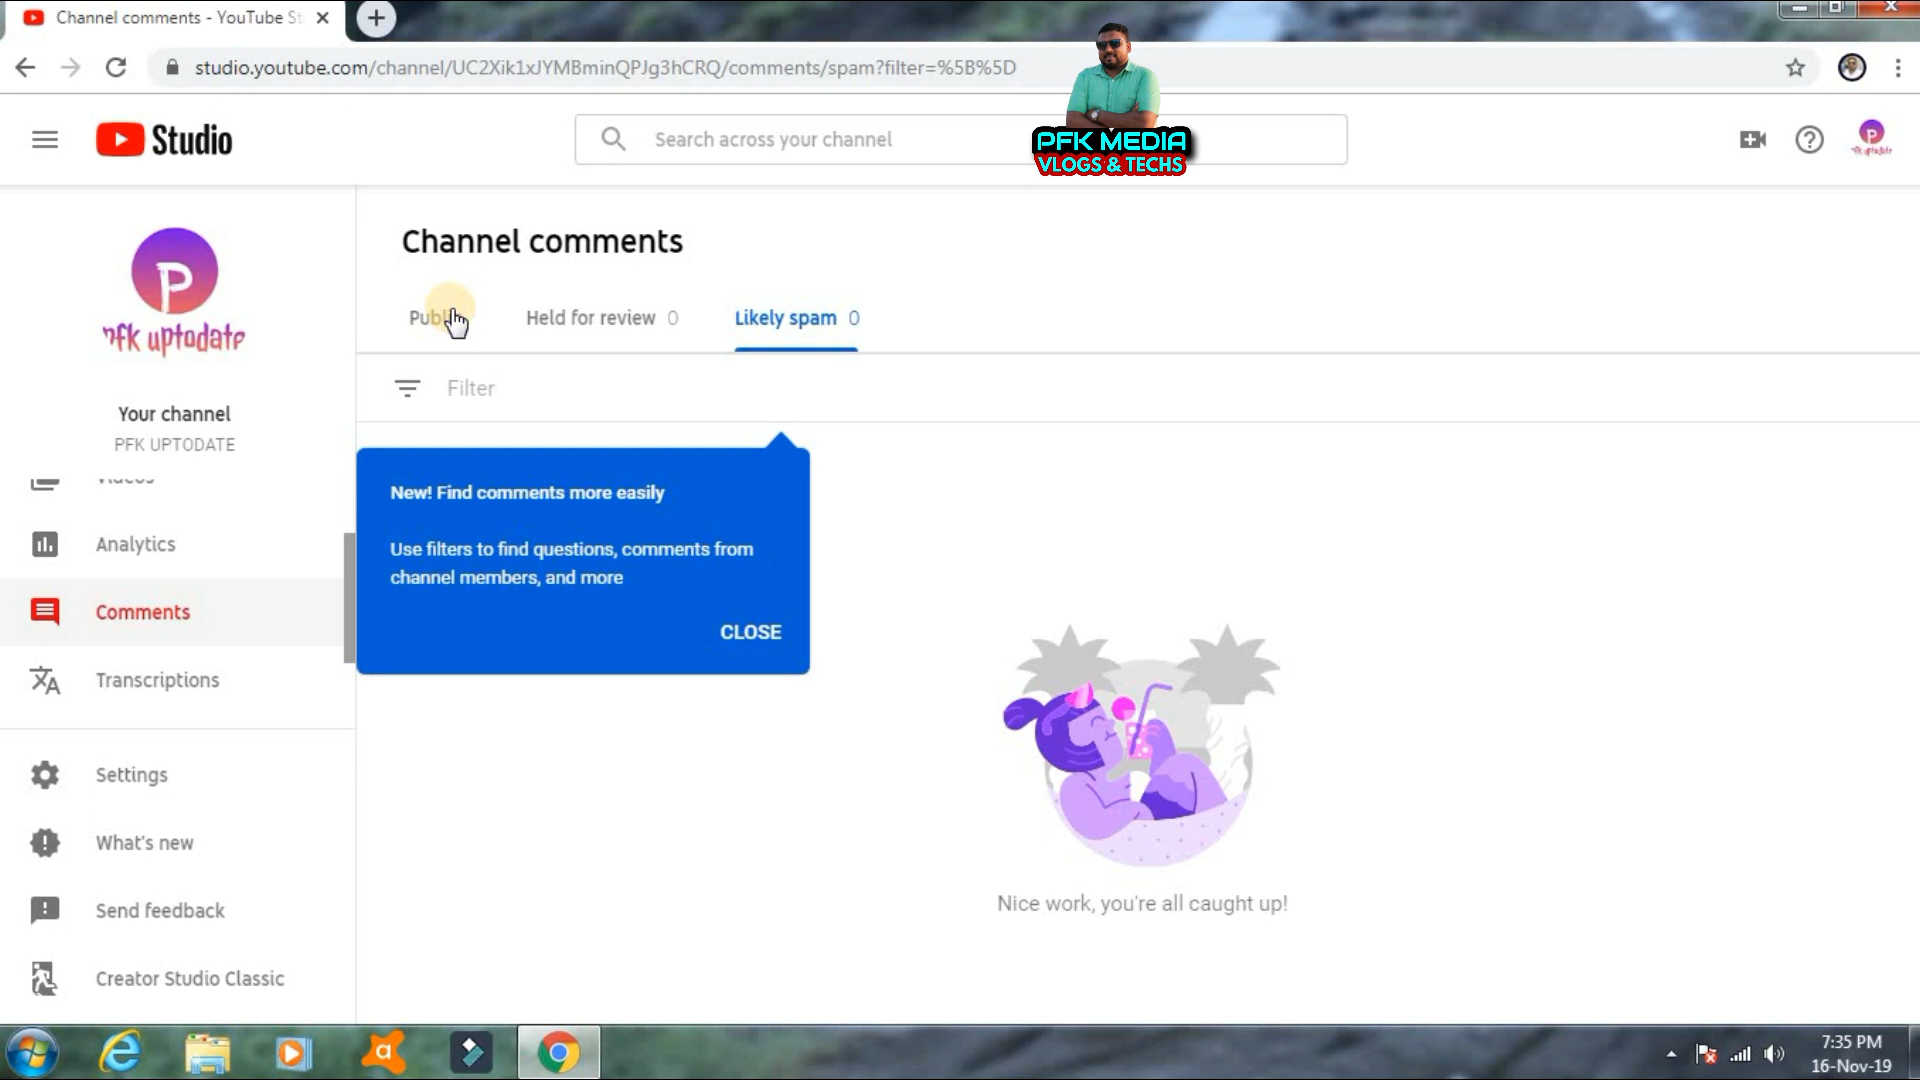 Channel comments - YouTube St
studio.youtube.com/channel/UC2Xik1xJYMBminQPJg3hCRQ/comments/spam?filter=%5B%5D
Studio
Search across your channel
PFK MEDIA
VLOGS & TECHS
P
pfk uptodate
Your channel
PFK UPTODATE
Videos
Analytics
Comments
Transcriptions
Settings
What's new
Send feedback
Creator Studio Classic
Channel comments
Held for review 0
Likely spam 0
Filter
New! Find comments more easily
Use filters to find questions, comments from
channel members, and more
CLOSE
Nice work, you're all caught up!
7:35 PM
16-Nov-19